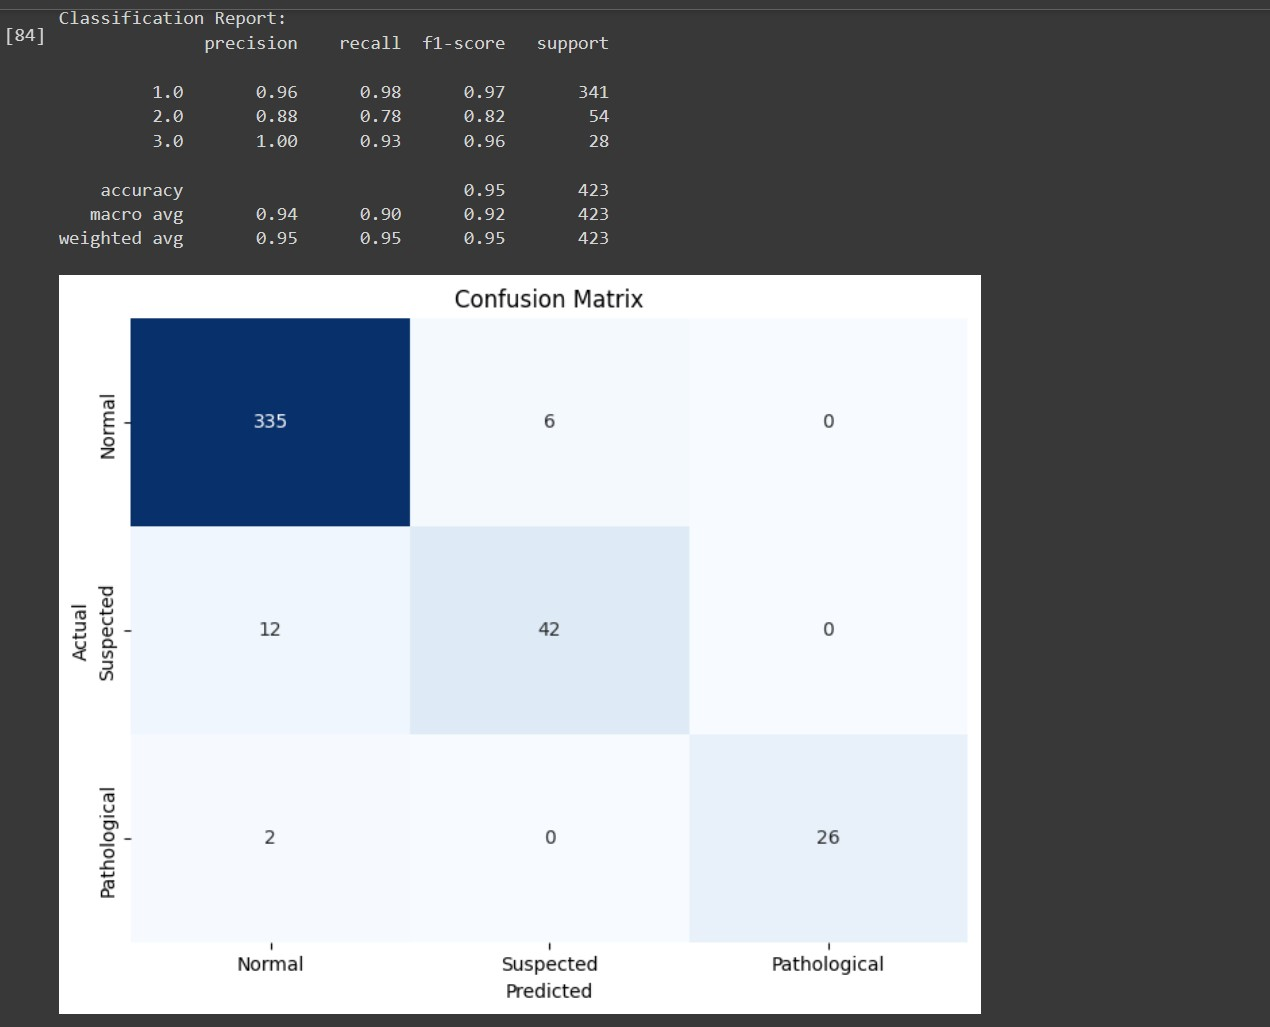 Classification Report:
[84]
precision recall f1-score support
1.0 0.96 0.98 0.97 341
2.0 0.88 0.78 0.82 54
3.0 1.00 0.93 0.96 28
accuracy 0.95 423
macro avg 0.94 0.90 0.92 423
weighted avg 0.95 0.95 0.95 423
Confusion Matrix
Normal
335 6 0
Actual
Suspected
12 42 0
Pathological
2 0 26
Normal Suspected Pathological
Predicted